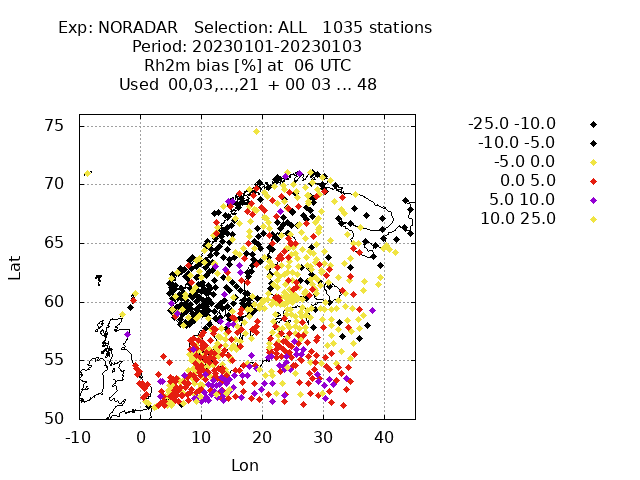 Exp: NORADAR   Selection: ALL   1035 stations
Period: 20230101-20230103
Rh2m bias [%] at  06 UTC
Used  00,03,...,21  + 00 03 ... 48
-25.0 -10.0
-10.0 -5.0
-5.0 0.0
0.0 5.0
5.0 10.0
10.0 25.0
75
70
65
60
55
50
Lat
-10 0 10 20 30 40
Lon